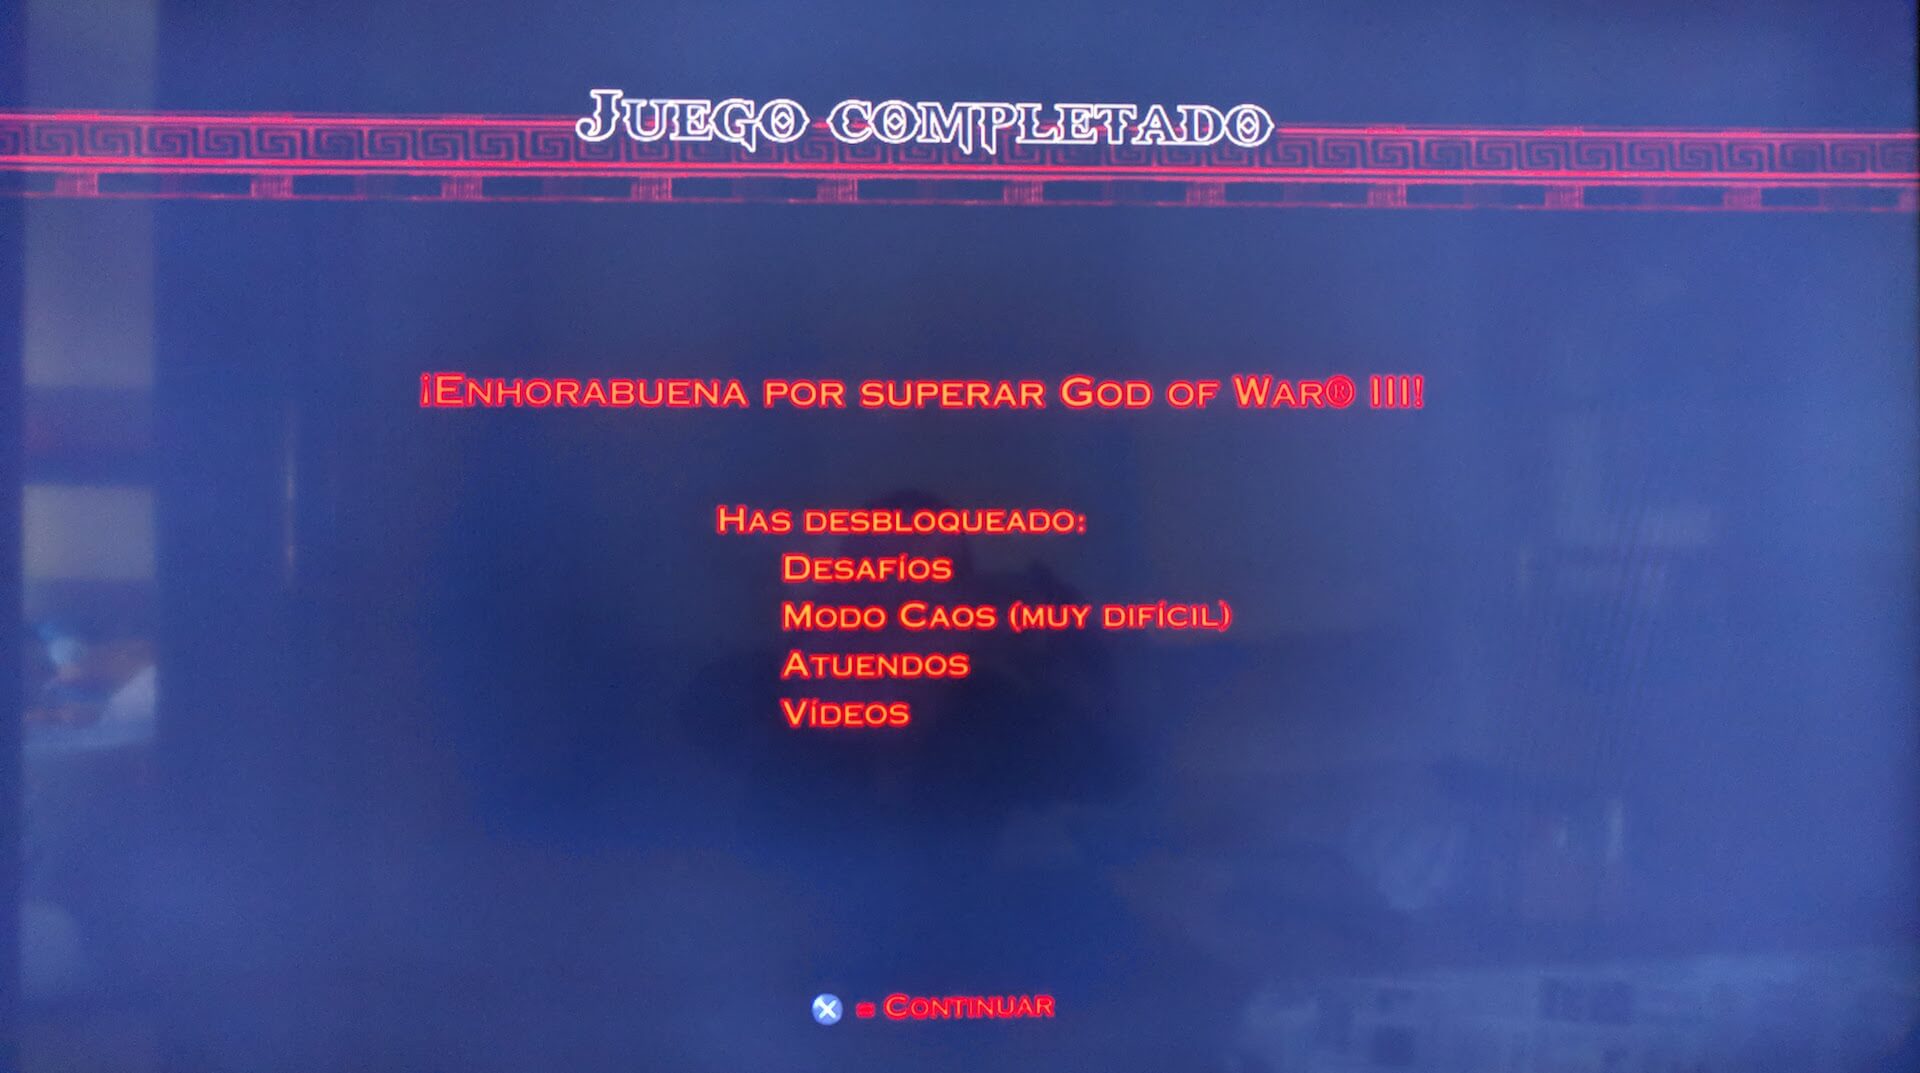 Juego completado
¡Enhorabuena por superar God of War® III!
Has desbloqueado:
Desafíos
Modo Caos (muy difícil)
Atuendos
Vídeos
= Continuar